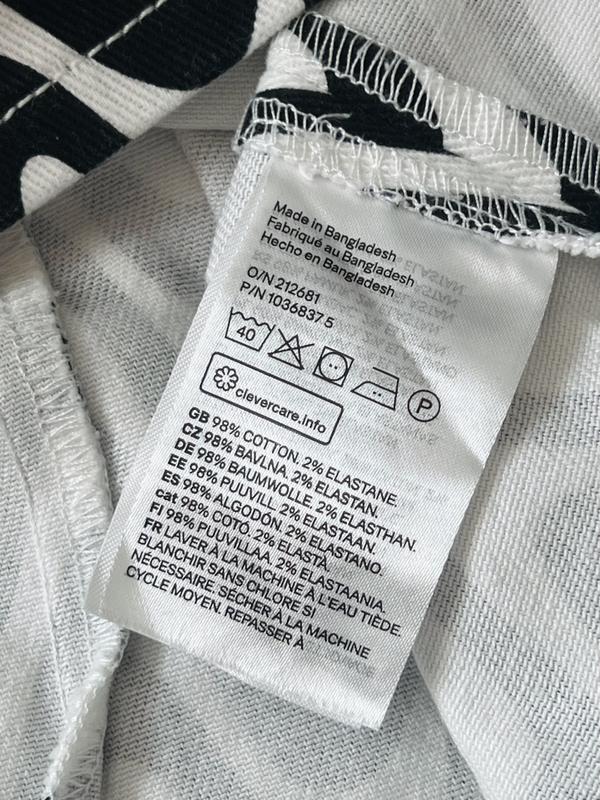 Made in Bangladesh
Fabriqué au Bangladesh
Hecho en Bangladesh
O/N 212681
P/N 1036837 5
40
P
clevercare.info
GB 98% COTTON, 2% ELASTANE.
CZ 98% BAVLNA, 2% ELASTAN.
DE 98% BAUMWOLLE, 2% ELASTHAN.
EE 98% PUUVILL, 2% ELASTAAN.
ES 98% ALGODÓN, 2% ELASTANO.
cat 98% COTÓ, 2% ELASTÀ
FI 98% PUUVILLAA, 2% ELASTAANIA.
FR LAVER À LA MACHINE À L'EAU TIÈDE.
BLANCHIR SANS CHLORE SI
NÉCESSAIRE. SÉCHER À LA MACHINE
CYCLE MOYEN. REPASSER À